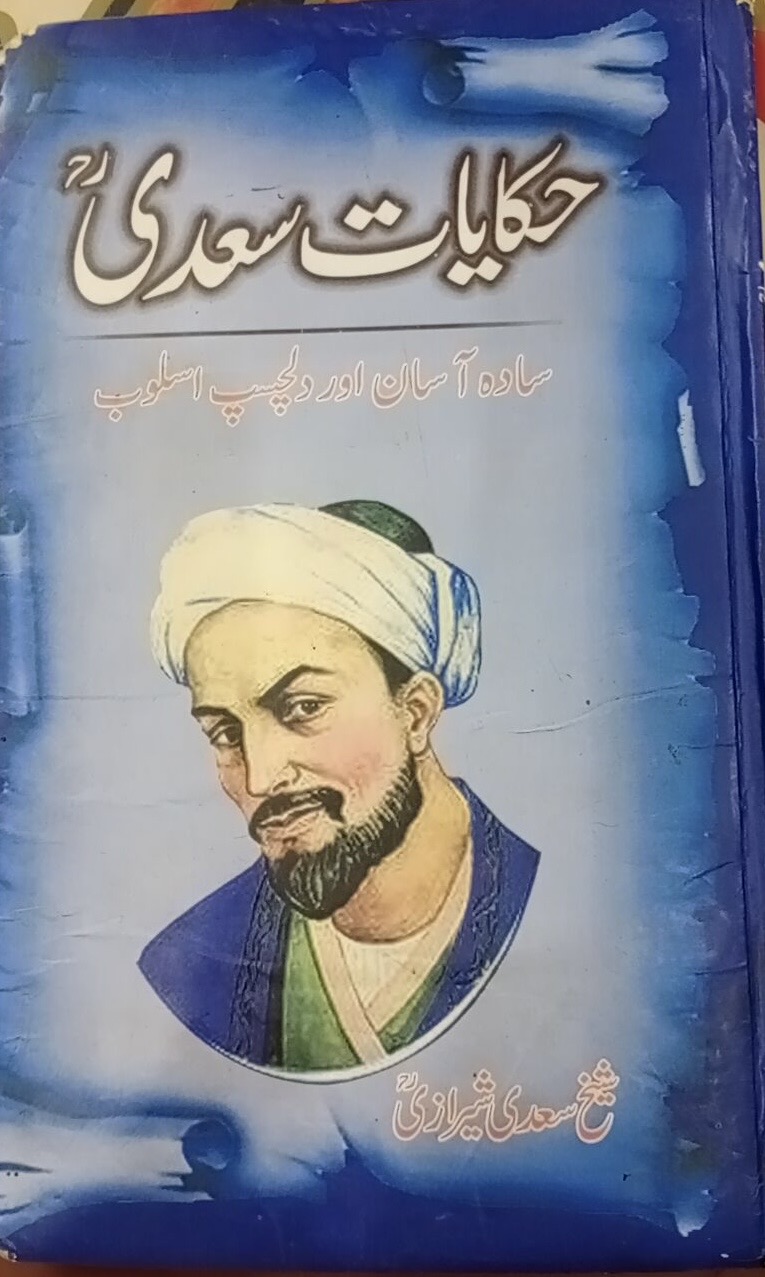 حکایات سعدیؒ
سادہ آسان اور دلچسپ اسلوب
شیخ سعدی شیرازیؒ